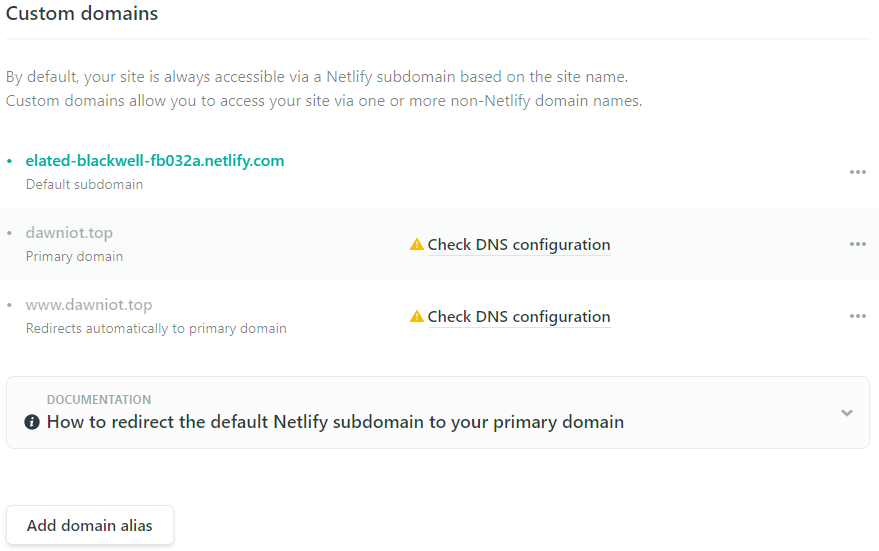 Custom domains
By default, your site is always accessible via a Netlify subdomain based on the site name.
Custom domains allow you to access your site via one or more non-Netlify domain names.
elated-blackwell-fb032a.netlify.com
Default subdomain
dawniot.top
Primary domain
Check DNS configuration
www.dawniot.top
Redirects automatically to primary domain
Check DNS configuration
DOCUMENTATION
How to redirect the default Netlify subdomain to your primary domain
Add domain alias